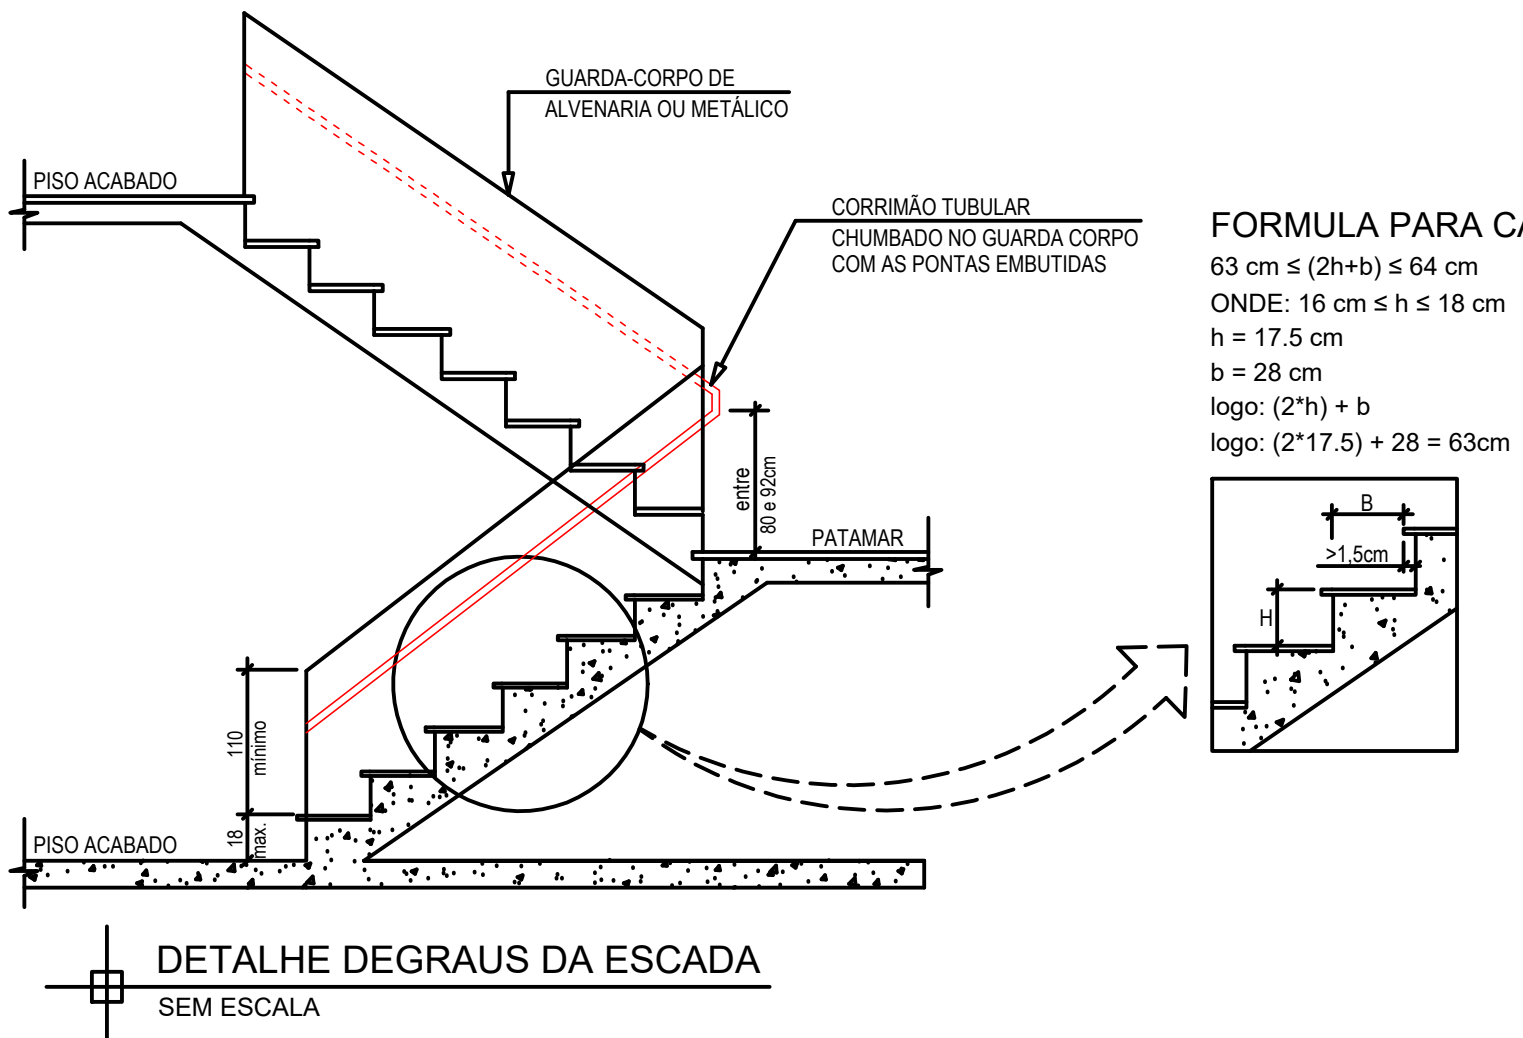 GUARDA-CORPO DE
ALVENARIA OU METÁLICO
PISO ACABADO
CORRIMÃO TUBULAR
CHUMBADO NO GUARDA CORPO
COM AS PONTAS EMBUTIDAS
FORMULA PARA
63 cm ≤ (2h+b) ≤ 64 cm
ONDE: 16 cm ≤ h ≤ 18 cm
h = 17.5 cm
b = 28 cm
logo: (2*h) + b
logo: (2*17.5) + 28 = 63cm
entre
80 e 92cm
PATAMAR
B
>1,5cm
H
110
mínimo
18
max.
PISO ACABADO
DETALHE DEGRAUS DA ESCADA
SEM ESCALA